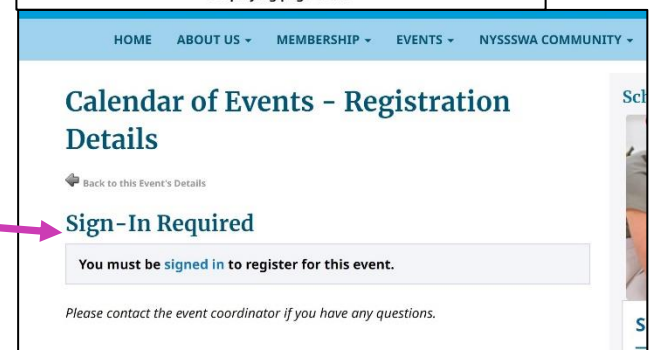 HOME ABOUT US MEMBERSHIP EVENTS NYSSSWA COMMUNITY
Calendar of Events - Registration
Details
Back to this Event's Details
Sign-In Required
You must be signed in to register for this event.
Please contact the event coordinator if you have any questions.